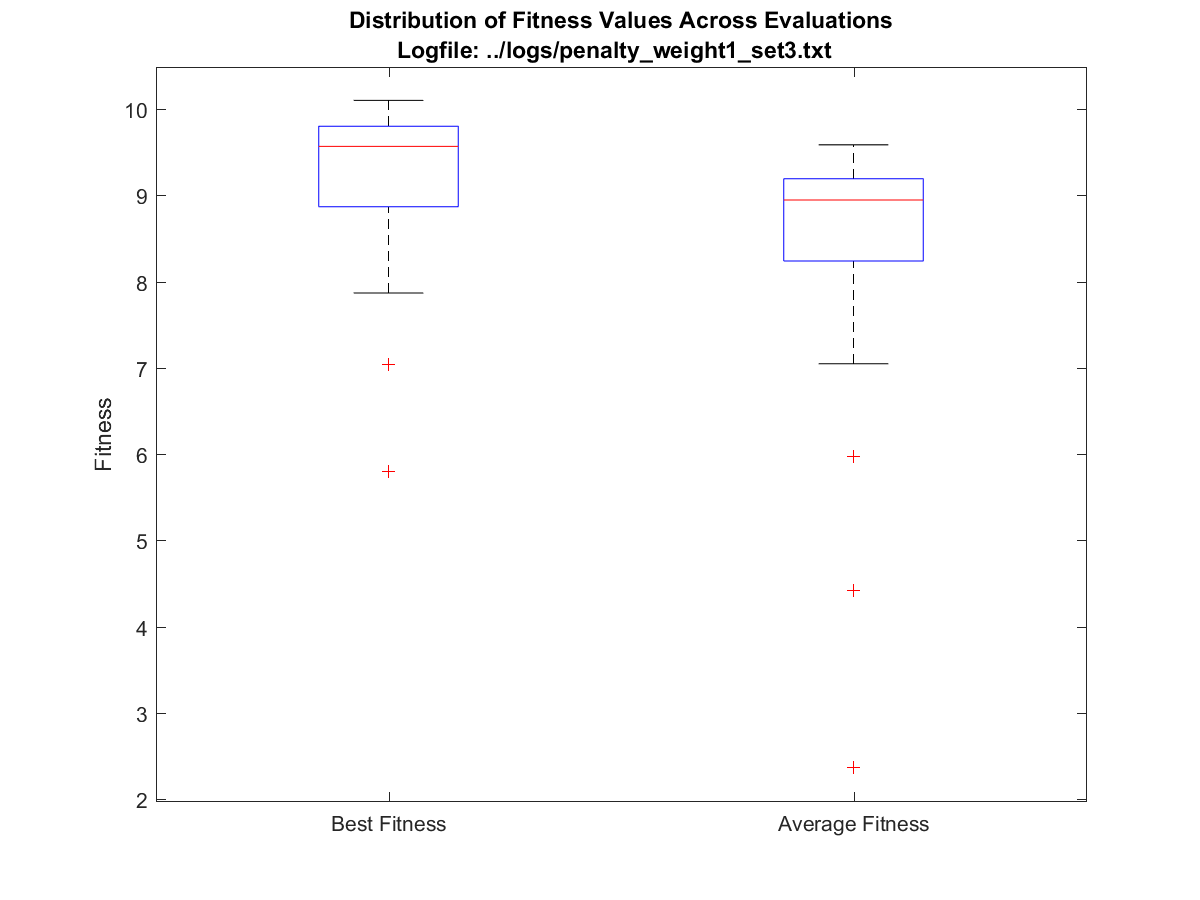 Distribution of Fitness Values Across Evaluations
Logfile: ../logs/penalty_weight1_set3.txt
10
9
8
7
6
5
4
3
2
Fitness
Best Fitness
Average Fitness